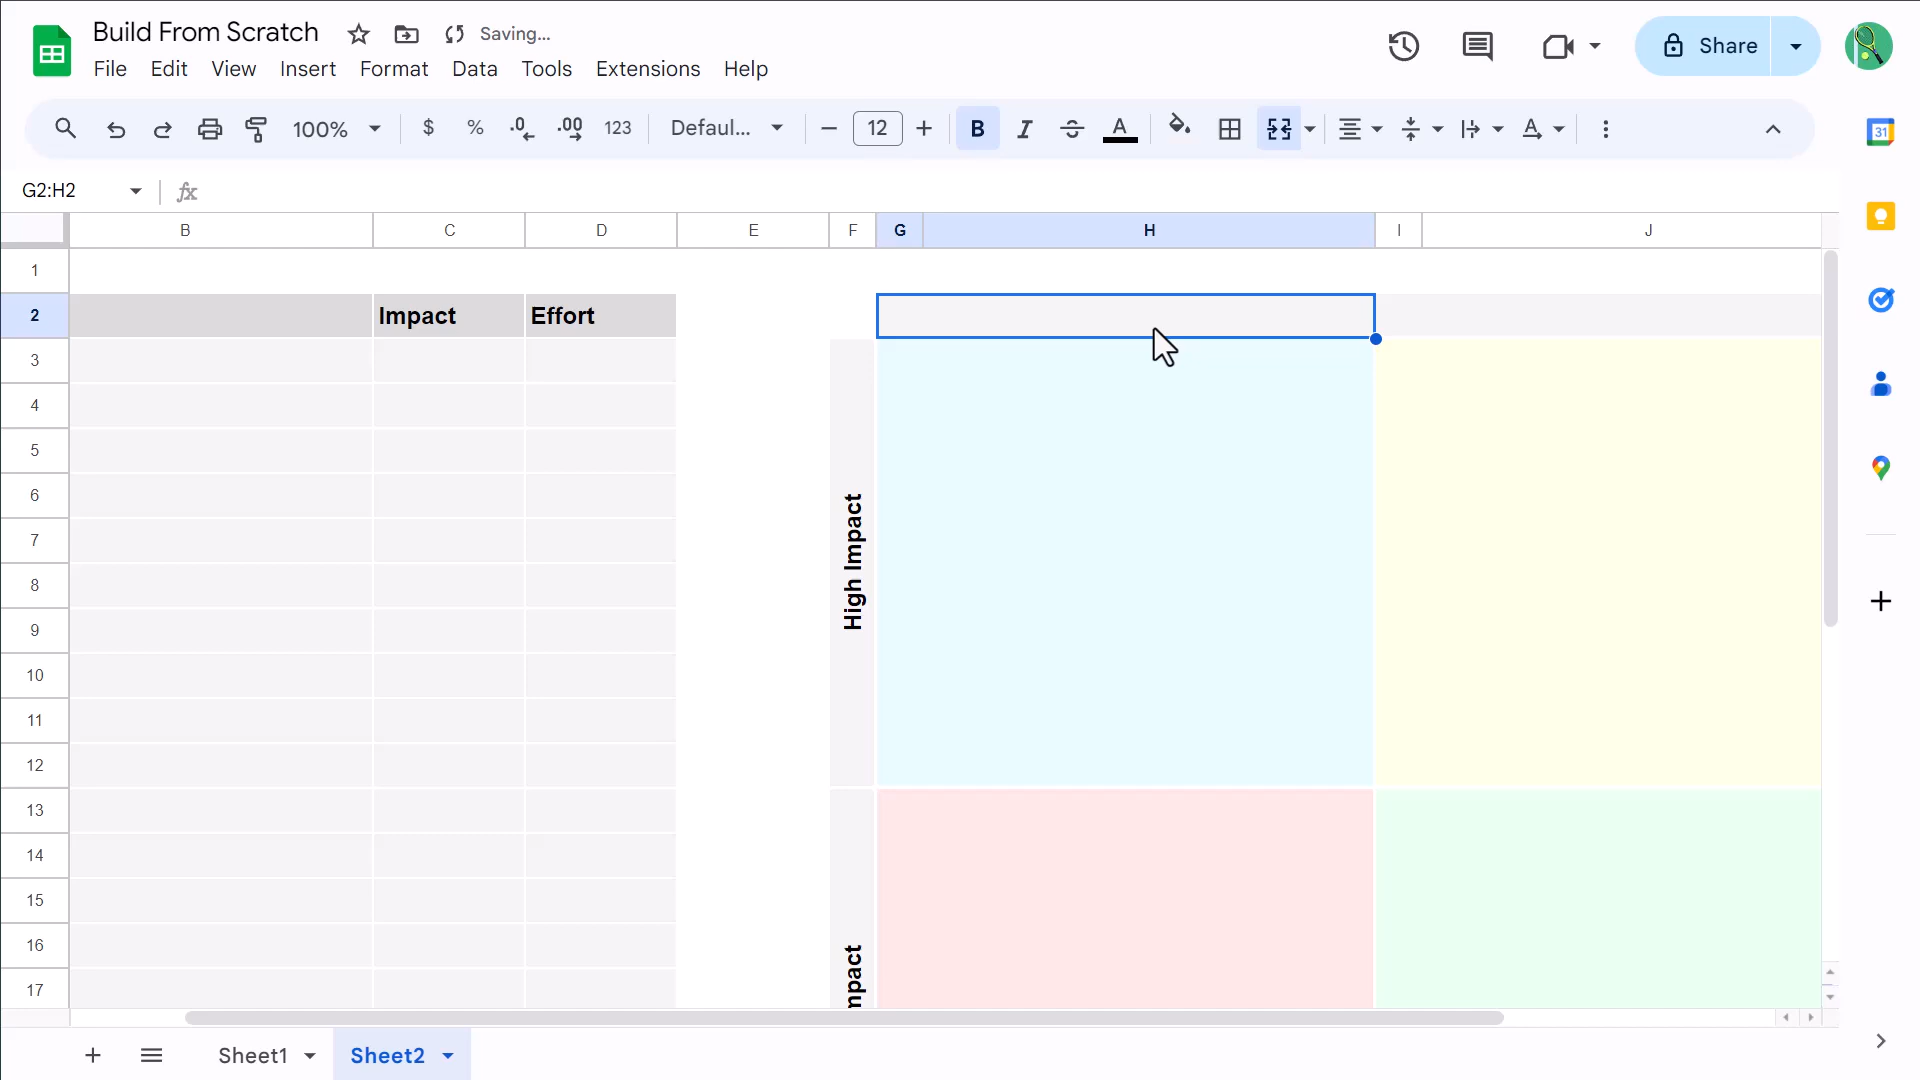 Build From Scratch Saving...
File Edit View Insert Format Data Tools Extensions Help
Share
100% $ % .0 .00 123 Defaul... 12 B I S A A
31
G2:H2 fx
B C D E F G H I J
1
2 Impact Effort
3
4
5
6
7
8
9
10
11
12
13
14
15
16
17
High Impact
mpact
Sheet1 Sheet2